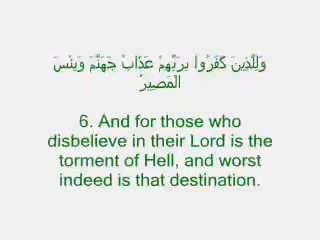 وَلِلَّذِينَ كَفَرُوا بِرَبِّهِمْ عَذَابُ جَهَنَّمَ وَبِئْسَ
الْمَصِيرُ
6. And for those who
disbelieve in their Lord is the
torment of Hell, and worst
indeed is that destination.